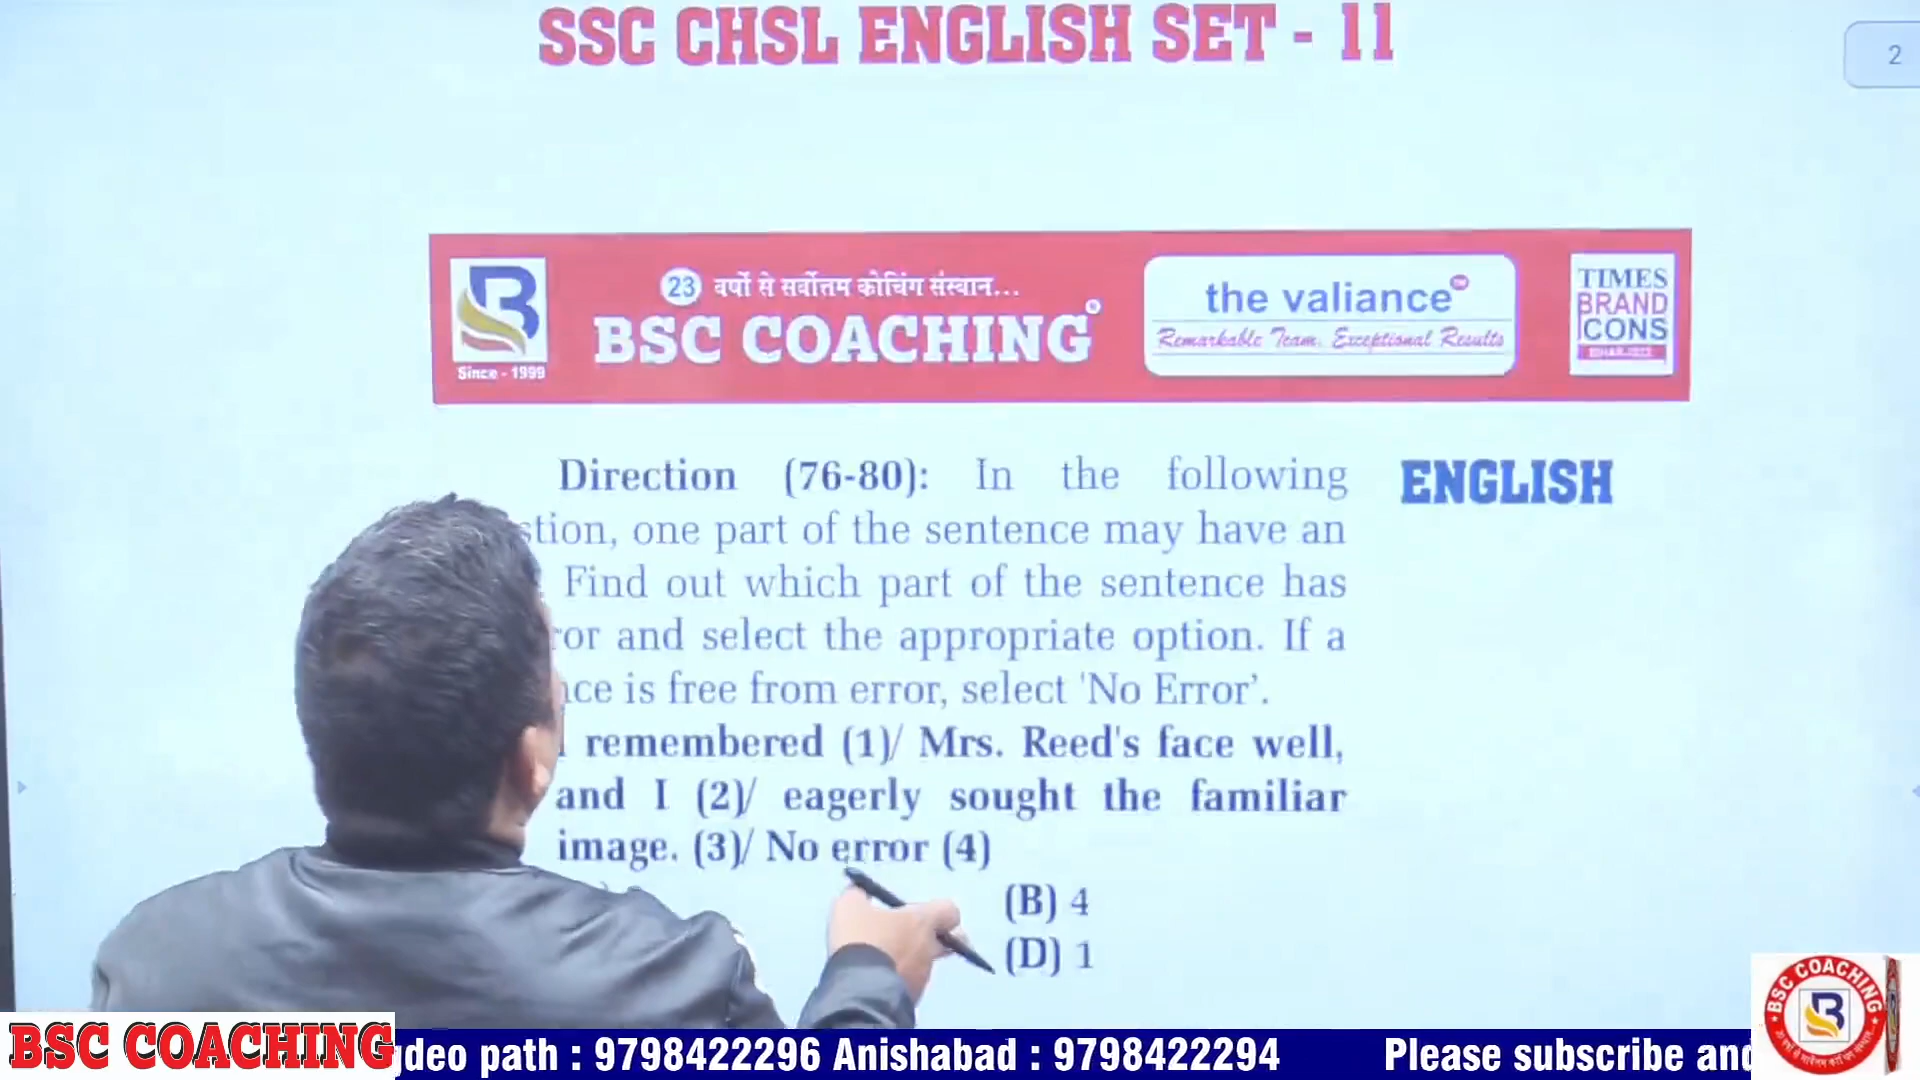 SSC CHSL ENGLISH SET - 11
2
23 वर्षो से सर्वोत्तम कोचिंग संस्थान...
BSC COACHING
Since - 1999
the valiance
Remarkable Team, Exceptional Results
TIMES
BRAND
ICONS
Direction (76-80): In the following
stion, one part of the sentence may have an
Find out which part of the sentence has
ror and select the appropriate option. If a
nce is free from error, select 'No Error'.
I remembered (1)/ Mrs. Reed's face well,
and I (2)/ eagerly sought the familiar
image. (3)/ No error (4)
(B) 4
(D) 1
ENGLISH
BSC COACHING
gdeo path : 9798422296 Anishabad : 9798422294 Please subscribe and
BSC COACHING